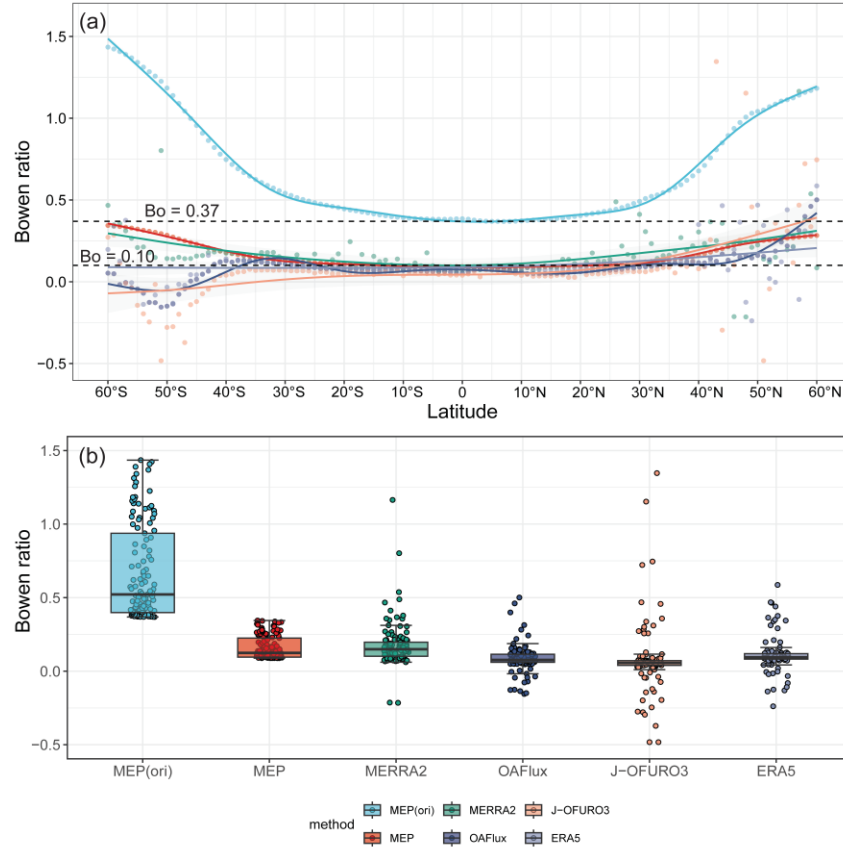 (a)
1.5
1.0
0.5
0.0
−0.5
Bowen ratio
Bo = 0.37
Bo = 0.10
60°S 50°S 40°S 30°S 20°S 10°S 0 10°N 20°N 30°N 40°N 50°N 60°N
Latitude
(b)
1.5
1.0
0.5
0.0
−0.5
Bowen ratio
MEP(ori) MEP MERRA2 OAFlux J−OFURO3 ERA5
method
MEP(ori) MERRA2 J−OFURO3
MEP OAFlux ERA5